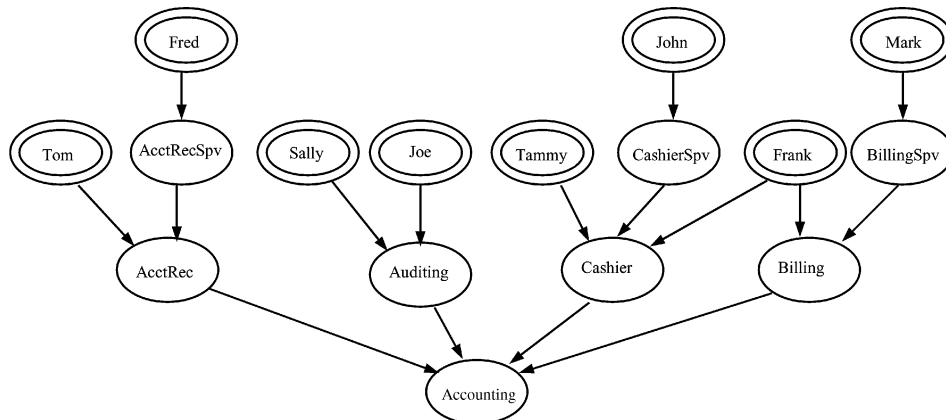 Fred
John
Mark
Tom
AcctRecSpv
Sally
Joe
Tammy
CashierSpv
Frank
BillingSpv
AcctRec
Auditing
Cashier
Billing
Accounting